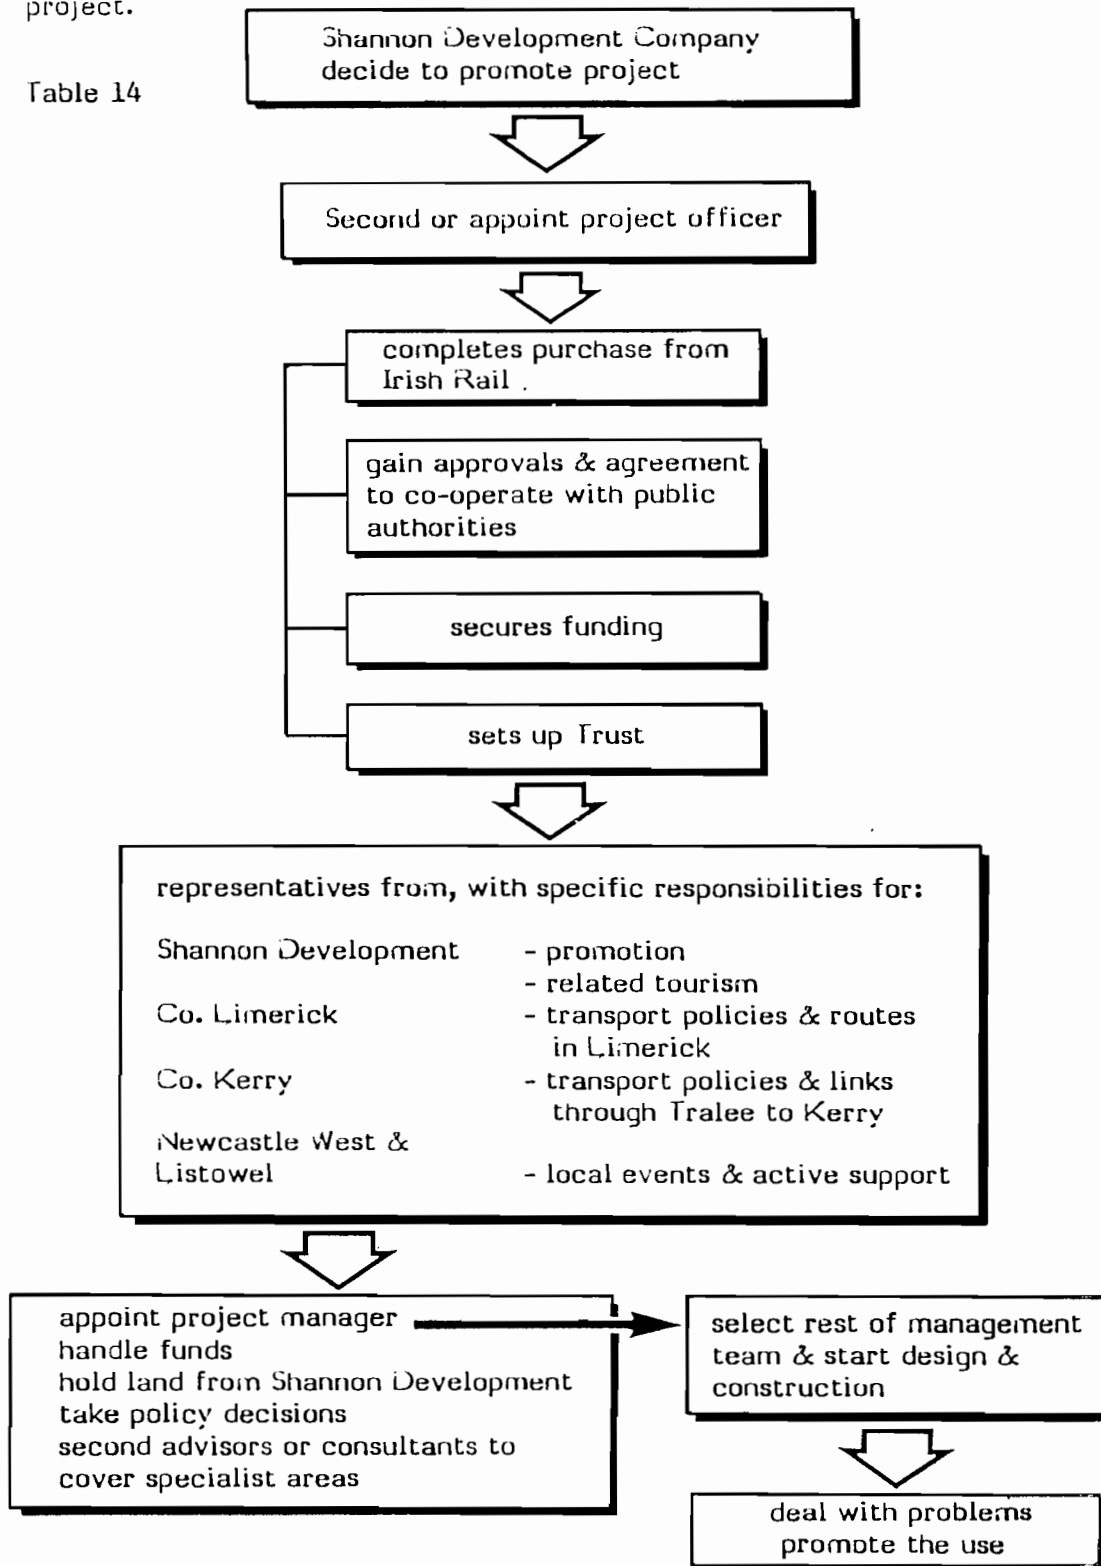 project.
Table 14
Shannon Development Company
decide to promote project
Second or appoint project officer
completes purchase from
Irish Rail .
gain approvals & agreement
to co-operate with public
authorities
secures funding
sets up Trust
representatives from, with specific responsibilities for:
Shannon Development - promotion
- related tourism
Co. Limerick - transport policies & routes
in Limerick
Co. Kerry - transport policies & links
through Tralee to Kerry
Newcastle West &
Listowel - local events & active support
appoint project manager
handle funds
hold land from Shannon Development
take policy decisions
second advisors or consultants to
cover specialist areas
select rest of management
team & start design &
construction
deal with problems
promote the use